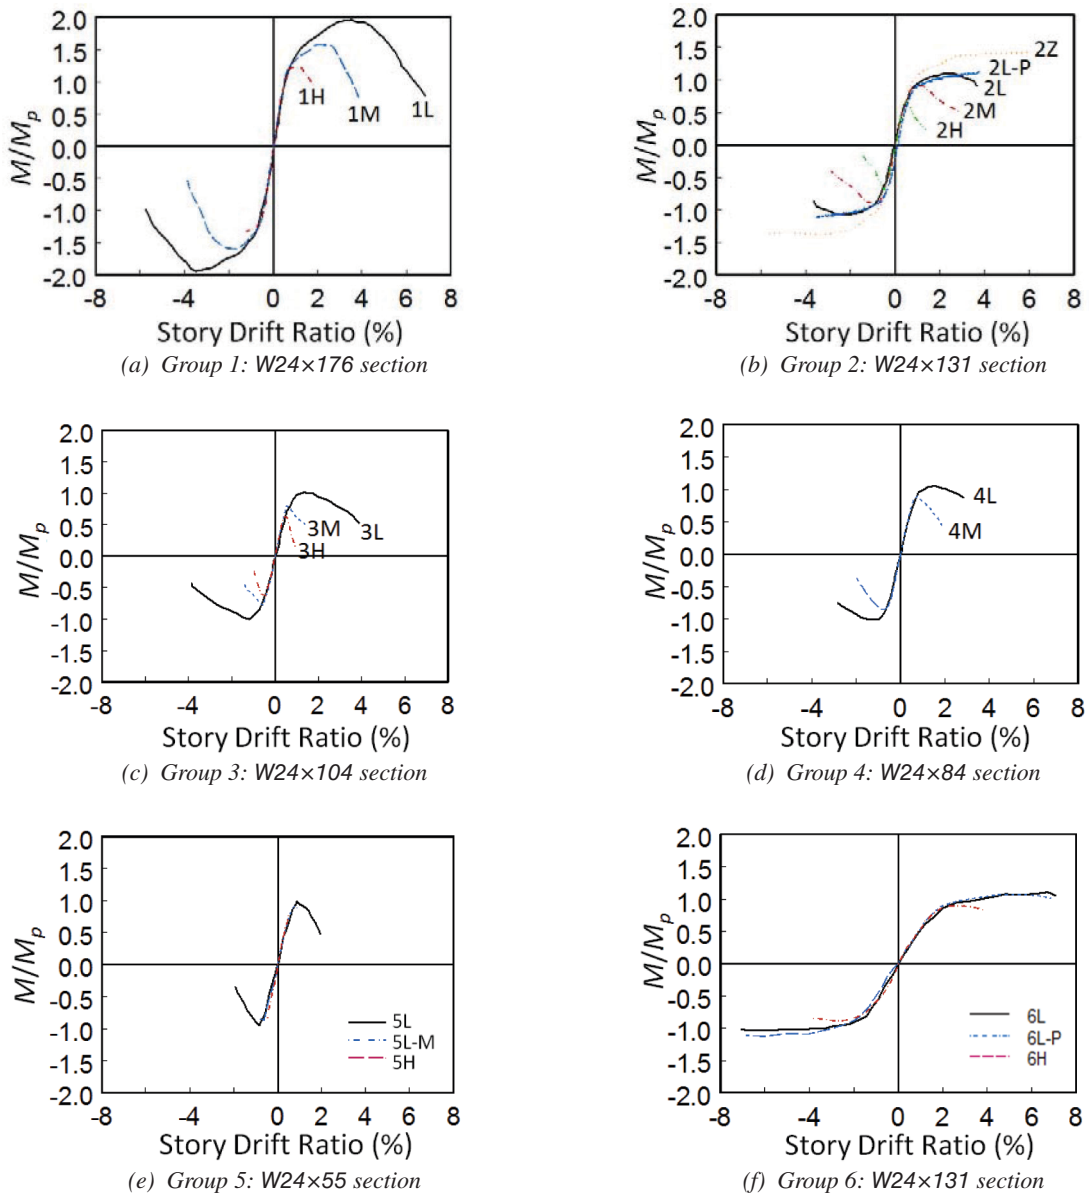 2.0
1.5
1.0
0.5
0.0
-0.5
-1.0
-1.5
-2.0
M/Mp
1H
1M
1L
-8 -4 0 2 4 6 8
Story Drift Ratio (%)
(a) Group 1: W24×176 section
2.0
1.5
1.0
0.5
0.0
-0.5
-1.0
-1.5
-2.0
M/Mp
2Z
2L-P
2L
2M
2H
-8 -4 0 2 4 6 8
Story Drift Ratio (%)
(b) Group 2: W24×131 section
2.0
1.5
1.0
0.5
0.0
-0.5
-1.0
-1.5
-2.0
M/Mp
3M
3L
3H
-8 -4 0 2 4 6 8
Story Drift Ratio (%)
(c) Group 3: W24×104 section
2.0
1.5
1.0
0.5
0.0
-0.5
-1.0
-1.5
-2.0
M/Mp
4L
4M
-8 -4 0 2 4 6 8
Story Drift Ratio (%)
(d) Group 4: W24×84 section
2.0
1.5
1.0
0.5
0.0
-0.5
-1.0
-1.5
-2.0
M/Mp
5L
5L-M
5H
-8 -4 0 2 4 6 8
Story Drift Ratio (%)
(e) Group 5: W24×55 section
2.0
1.5
1.0
0.5
0.0
-0.5
-1.0
-1.5
-2.0
M/Mp
6L
6L-P
6H
-8 -4 0 2 4 6 8
Story Drift Ratio (%)
(f) Group 6: W24×131 section